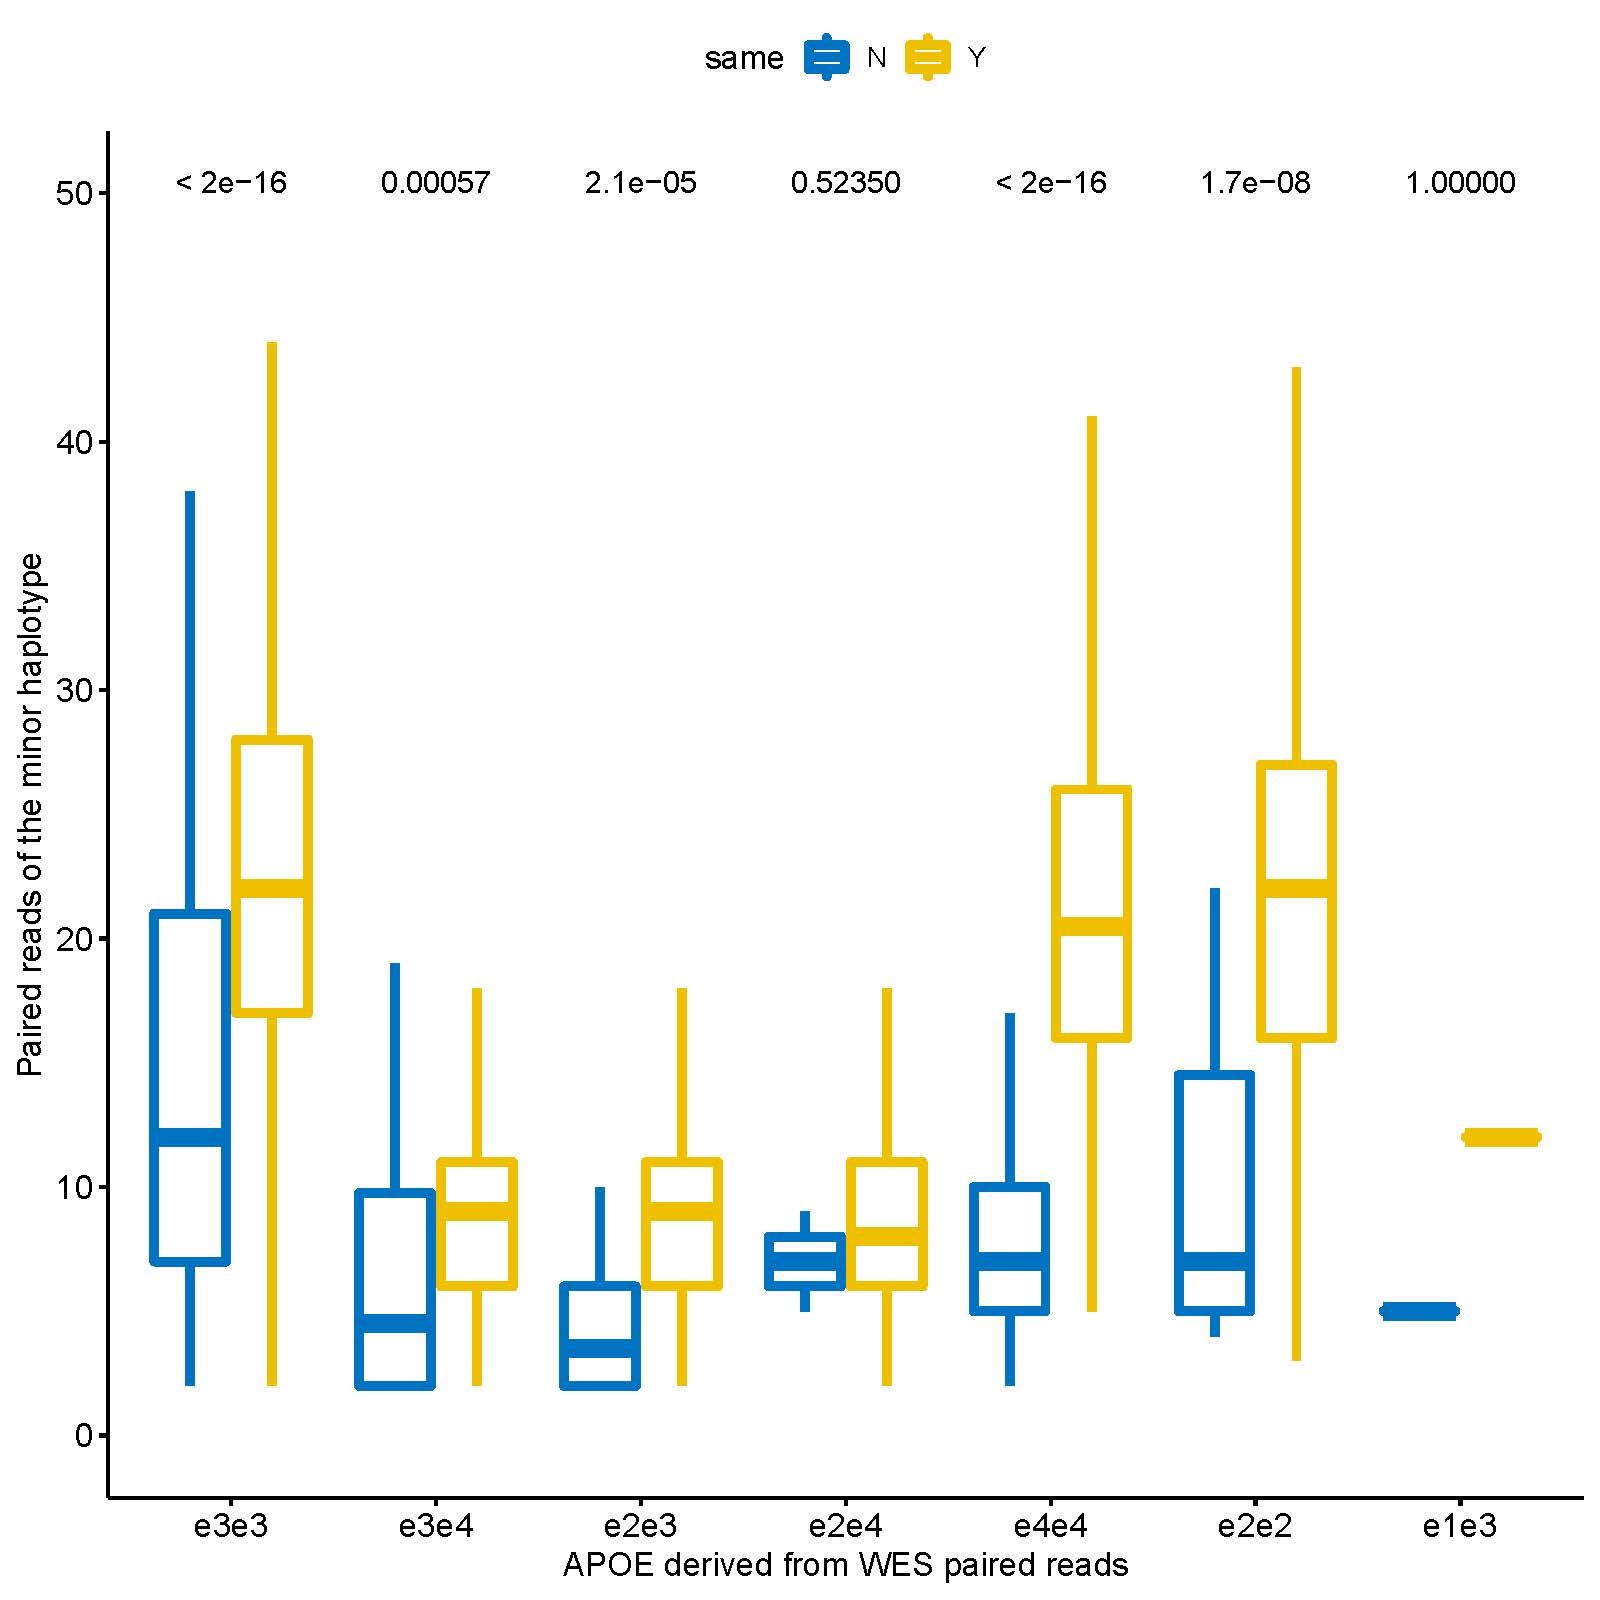 same N Y
< 2e−16 0.00057 2.1e−05 0.52350 < 2e−16 1.7e−08 1.00000
50
40
30
20
10
0
Paired reads of the minor haplotype
e3e3 e3e4 e2e3 e2e4 e4e4 e2e2 e1e3
APOE derived from WES paired reads